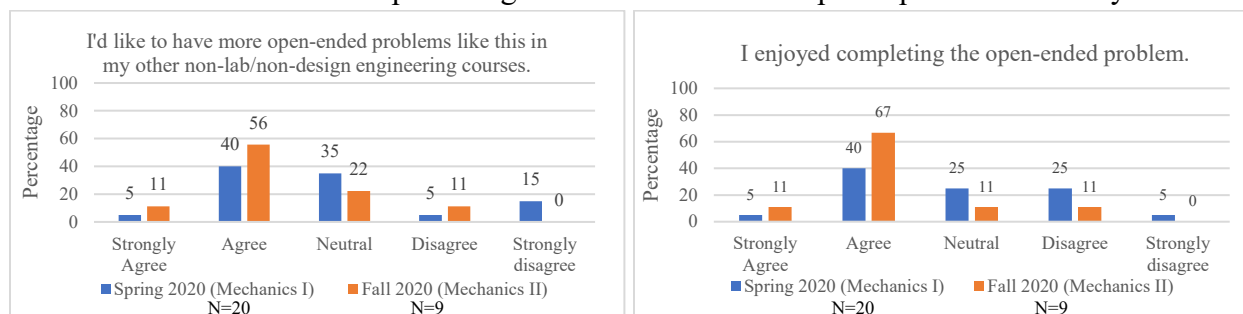 I'd like to have more open-ended problems like this in
my other non-lab/non-design engineering courses.
Percentage
100
80
60
40
20
0
5
11
40
56
35
22
5
11
15
0
Strongly
Agree
Agree
Neutral
Disagree
Strongly
disagree
Spring 2020 (Mechanics I)
Fall 2020 (Mechanics II)
N=20
N=9
I enjoyed completing the open-ended problem.
Percentage
100
80
60
40
20
0
5
11
40
67
25
11
25
11
5
0
Strongly
Agree
Agree
Neutral
Disagree
Strongly
disagree
Spring 2020 (Mechanics I)
Fall 2020 (Mechanics II)
N=20
N=9